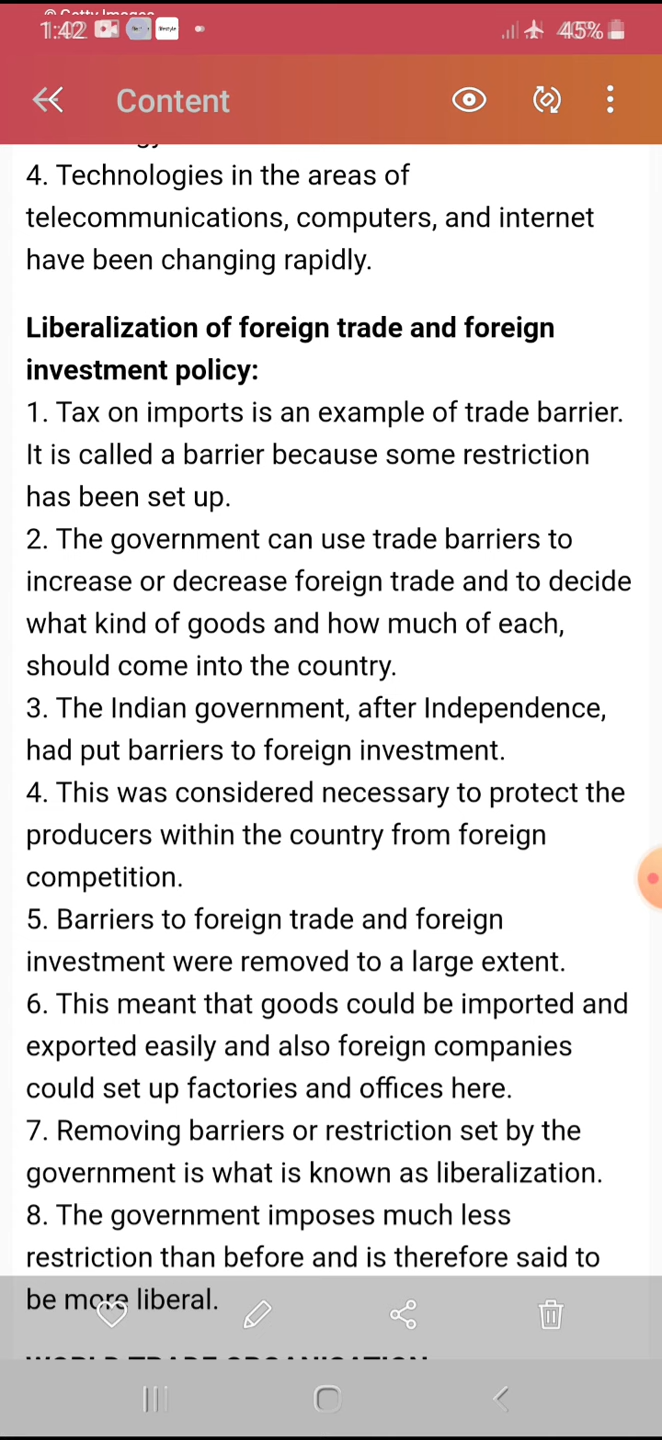 © Getty Images
1:42
45%
Content
4. Technologies in the areas of
telecommunications, computers, and internet
have been changing rapidly.
Liberalization of foreign trade and foreign
investment policy:
1. Tax on imports is an example of trade barrier.
It is called a barrier because some restriction
has been set up.
2. The government can use trade barriers to
increase or decrease foreign trade and to decide
what kind of goods and how much of each,
should come into the country.
3. The Indian government, after Independence,
had put barriers to foreign investment.
4. This was considered necessary to protect the
producers within the country from foreign
competition.
5. Barriers to foreign trade and foreign
investment were removed to a large extent.
6. This meant that goods could be imported and
exported easily and also foreign companies
could set up factories and offices here.
7. Removing barriers or restriction set by the
government is what is known as liberalization.
8. The government imposes much less
restriction than before and is therefore said to
be more liberal.
WORLD TRADE ORGANISATION